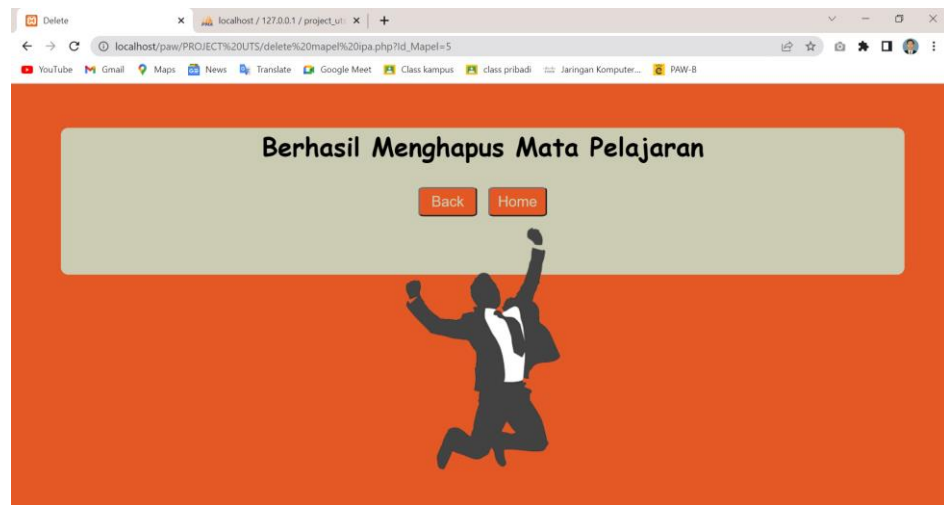 Delete
localhost / 127.0.0.1 / project_ut
localhost/paw/PROJECT%20UTS/delete%20mapel%20ipa.php?Id_Mapel=5
YouTube Gmail Maps News Translate Google Meet Class kampus class pribadi Jaringan Komputer... PAW-B
Berhasil Menghapus Mata Pelajaran
Back Home